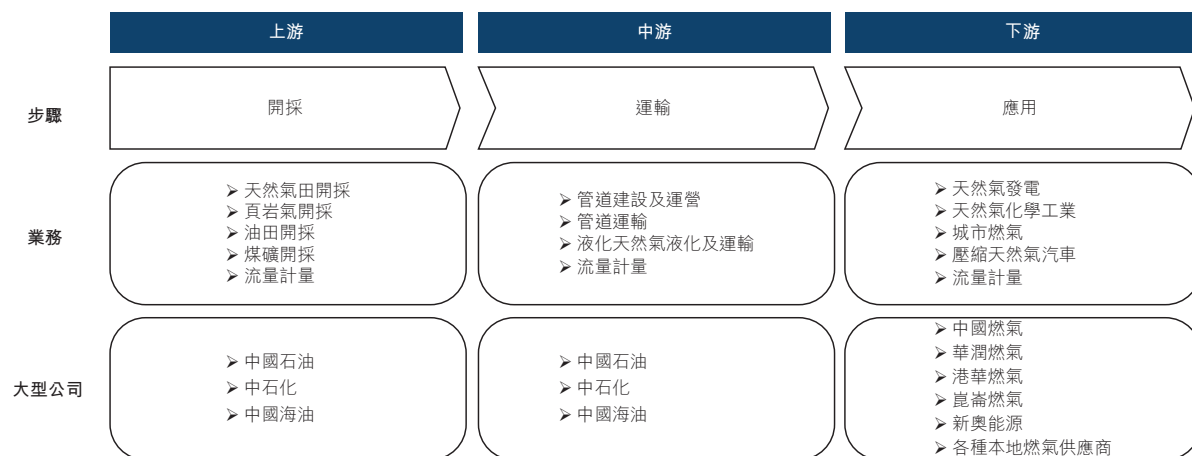 上游
中游
下游
步驟
開採
運輸
應用
業務
➢ 天然氣田開採
➢ 頁岩氣開採
➢ 油田開採
➢ 煤礦開採
➢ 流量計量
➢ 管道建設及運營
➢ 管道運輸
➢ 液化天然氣液化及運輸
➢ 流量計量
➢ 天然氣發電
➢ 天然氣化學工業
➢ 城市燃氣
➢ 壓縮天然氣汽車
➢ 流量計量
大型公司
➢ 中國石油
➢ 中石化
➢ 中國海油
➢ 中國石油
➢ 中石化
➢ 中國海油
➢ 中國燃氣
➢ 華潤燃氣
➢ 港華燃氣
➢ 崑崙燃氣
➢ 新奧能源
➢ 各種本地燃氣供應商